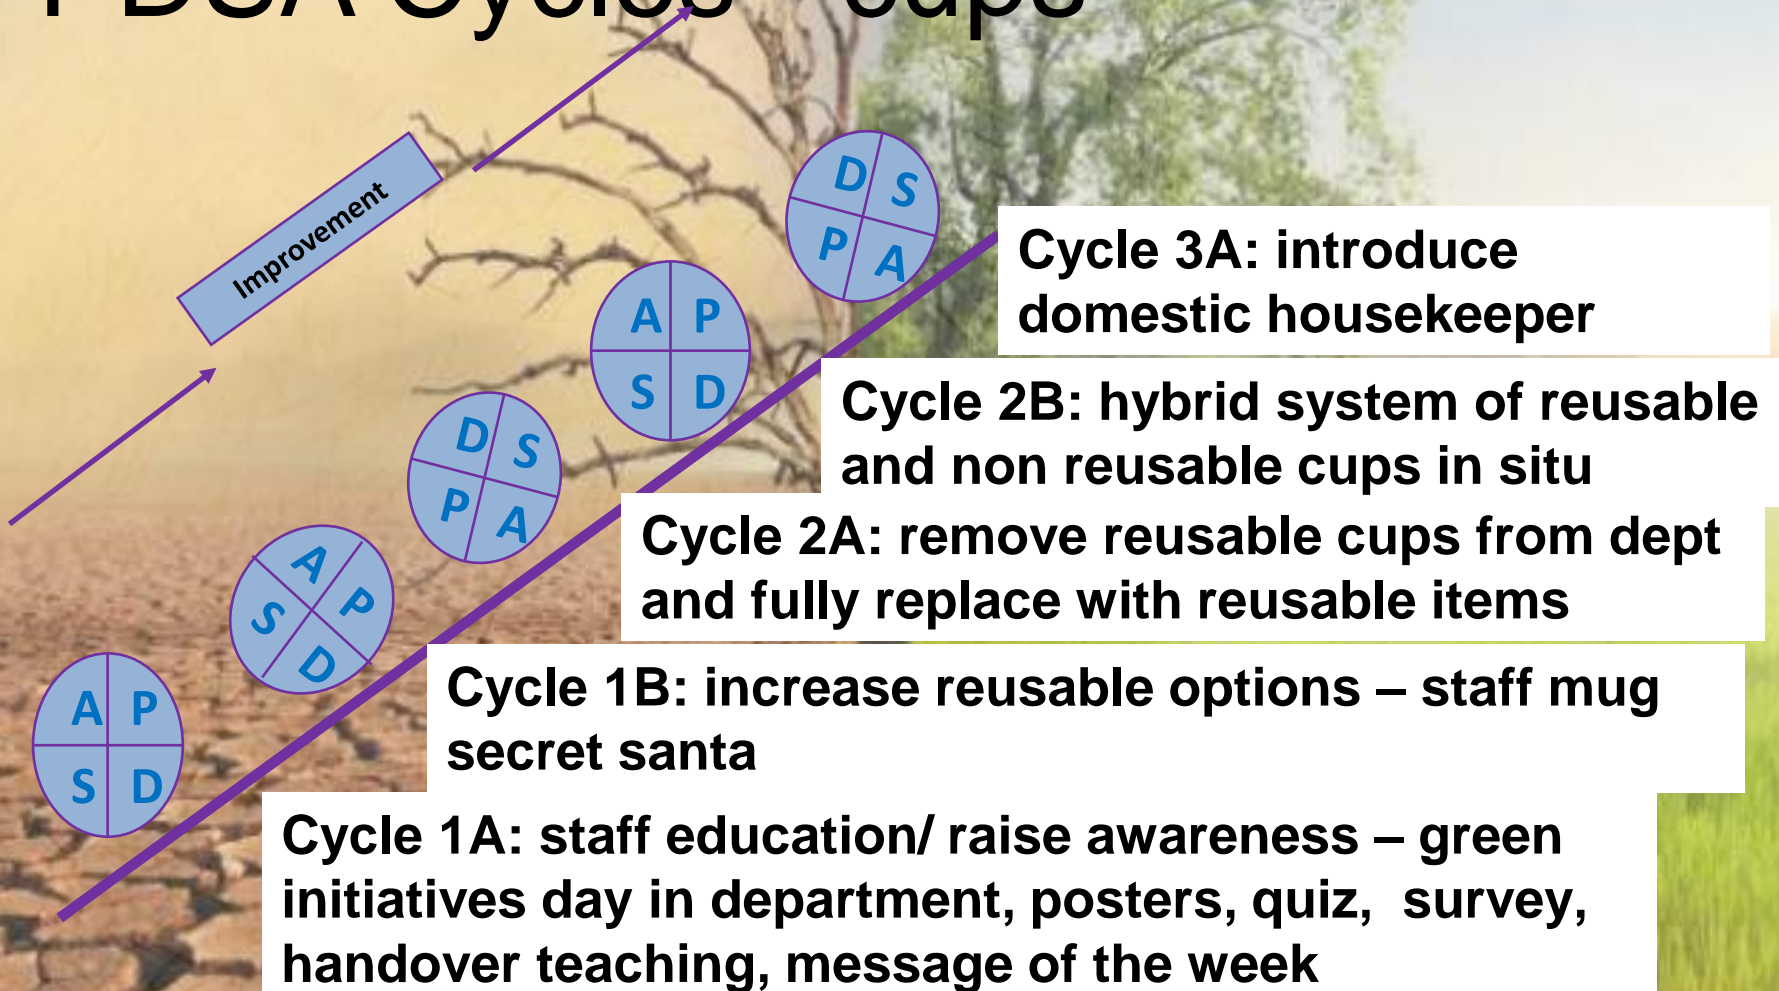 PDSA Cycles - cups
Improvement
D S
P A
Cycle 3A: introduce
domestic housekeeper
A P
S D
Cycle 2B: hybrid system of reusable
and non reusable cups in situ
D S
P A
Cycle 2A: remove reusable cups from dept
and fully replace with reusable items
A P
S D
Cycle 1B: increase reusable options – staff mug
secret santa
A P
S D
Cycle 1A: staff education/ raise awareness – green
initiatives day in department, posters, quiz, survey,
handover teaching, message of the week